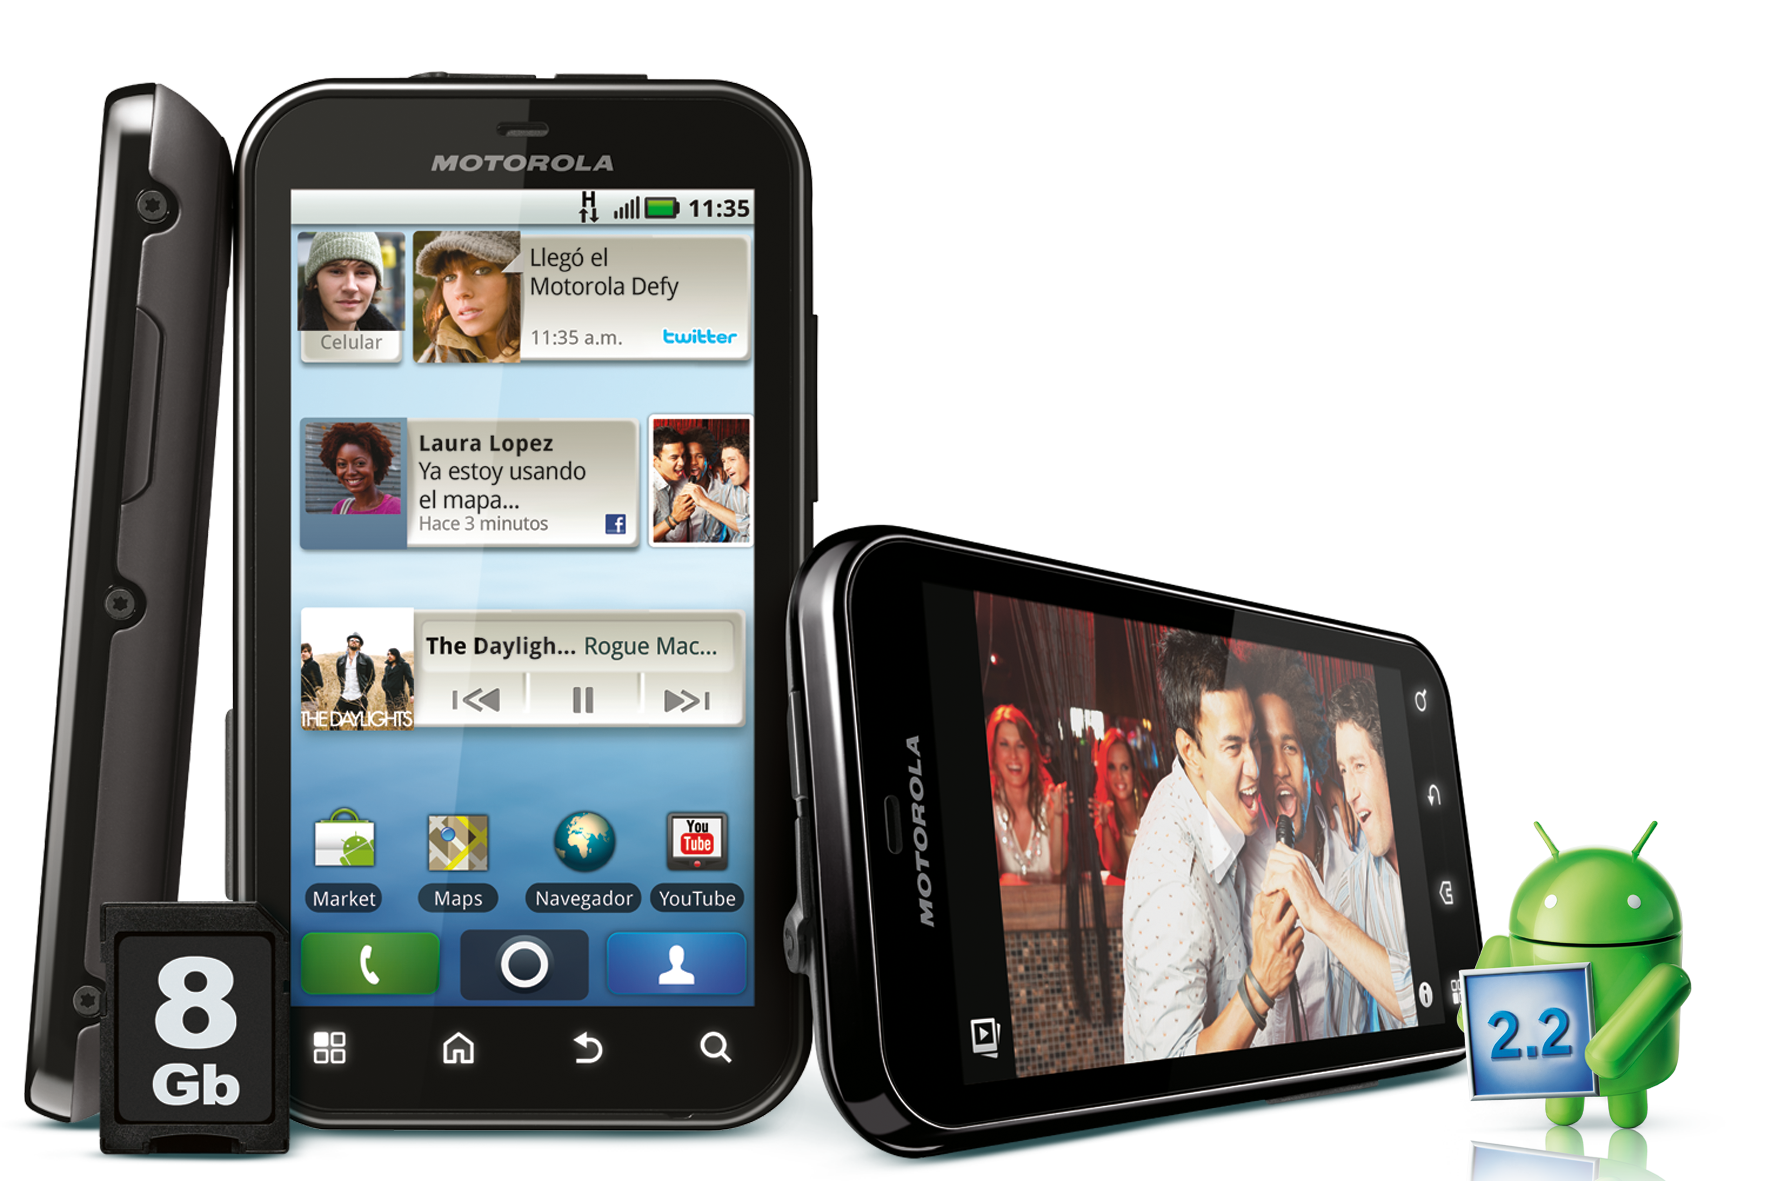 MOTOROLA
H
11:35
Celular
Llegó el
Motorola Defy
11:35 a.m.
twitter
Laura Lopez
Ya estoy usando
el mapa...
Hace 3 minutos
f
The Dayligh... Rogue Mac...
THE DAYLIGHTS
You
Tube
Market
Maps
Navegador
YouTube
8
Gb
MOTOROLA
2.2